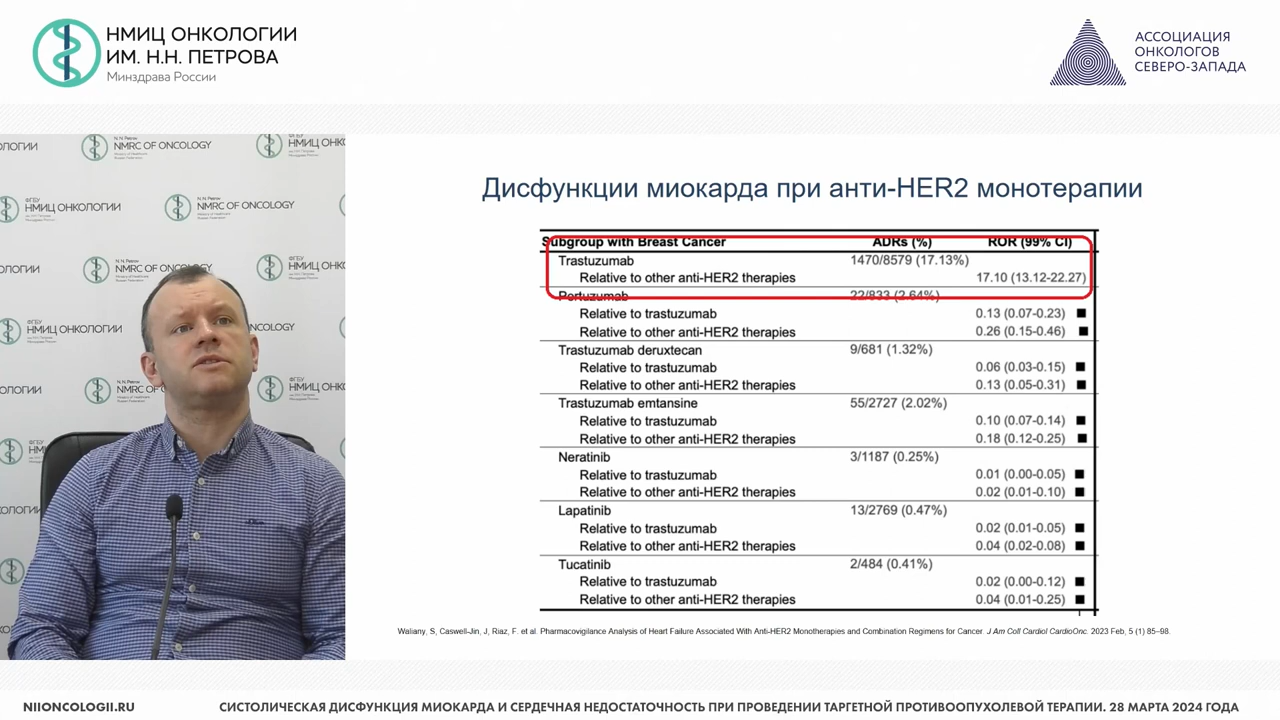 НМИЦ ОНКОЛОГИИ
ИМ. Н.Н. ПЕТРОВА
Минздрава России
АССОЦИАЦИЯ
ОНКОЛОГОВ
СЕВЕРО-ЗАПАДА
NMRC OF ONCOLOGY
НМИЦ ОНКОЛОГИИ
NMRC OF ONCOLOGY
НМИЦ ОНКОЛОГИИ
Дисфункции миокарда при анти-HER2 монотерапии
Subgroup with Breast Cancer ADRs (%) ROR (99% CI)
Trastuzumab 1470/8579 (17.13%)
Relative to other anti-HER2 therapies 17.10 (13.12-22.27)
Pertuzumab 22/833 (2.64%)
Relative to trastuzumab 0.13 (0.07-0.23)
Relative to other anti-HER2 therapies 0.26 (0.15-0.46)
Trastuzumab deruxtecan 9/681 (1.32%)
Relative to trastuzumab 0.06 (0.03-0.15)
Relative to other anti-HER2 therapies 0.13 (0.05-0.31)
Trastuzumab emtansine 55/2727 (2.02%)
Relative to trastuzumab 0.10 (0.07-0.14)
Relative to other anti-HER2 therapies 0.18 (0.12-0.25)
Neratinib 3/1187 (0.25%)
Relative to trastuzumab 0.01 (0.00-0.05)
Relative to other anti-HER2 therapies 0.02 (0.01-0.10)
Lapatinib 13/2769 (0.47%)
Relative to trastuzumab 0.02 (0.01-0.05)
Relative to other anti-HER2 therapies 0.04 (0.02-0.08)
Tucatinib 2/484 (0.41%)
Relative to trastuzumab 0.02 (0.00-0.12)
Relative to other anti-HER2 therapies 0.04 (0.01-0.25)
Waliany, S, Caswell-Jin, J, Riaz, F. et al. Pharmacovigilance Analysis of Heart Failure Associated With Anti-HER2 Monotherapies and Combination Regimens for Cancer. J Am Coll Cardiol CardioOnc. 2023 Feb, 5 (1) 85–98.
NIIONCOLOGII.RU
СИСТОЛИЧЕСКАЯ ДИСФУНКЦИЯ МИОКАРДА И СЕРДЕЧНАЯ НЕДОСТАТОЧНОСТЬ ПРИ ПРОВЕДЕНИИ ТАРГЕТНОЙ ПРОТИВООПУХОЛЕВОЙ ТЕРАПИИ. 28 МАРТА 2024 ГОДА